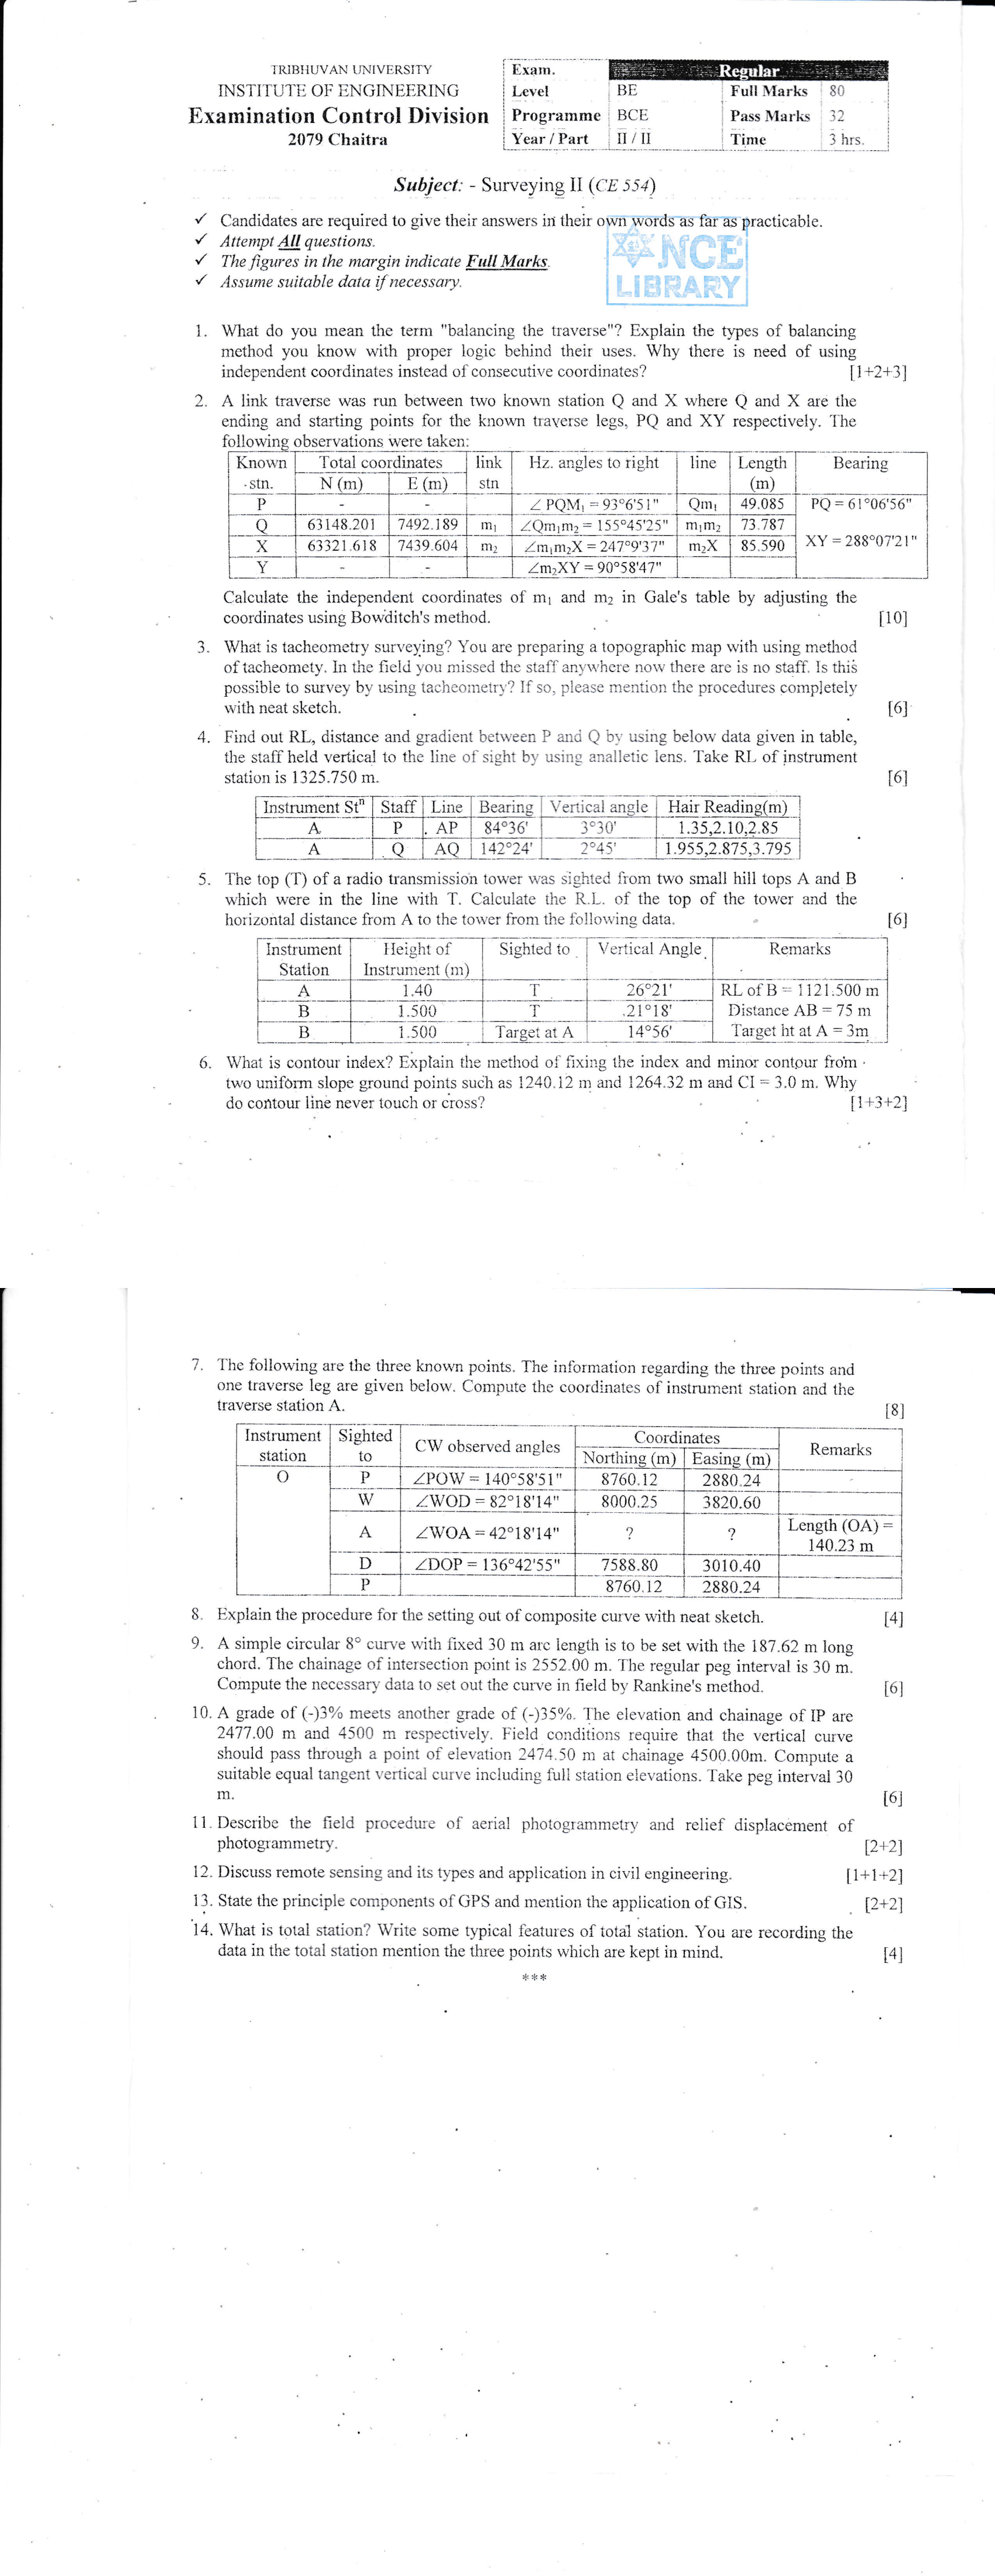 TRIBHUVAN UNIVERSITY
INSTITUTE OF ENGINEERING
Examination Control Division
2079 Chaitra
Exam. Regular
Level BE Full Marks 80
Programme BCE Pass Marks 32
Year / Part II / II Time 3 hrs.
Subject: - Surveying II (CE 554)
✓ Candidates are required to give their answers in their own words as far as practicable.
✓ Attempt All questions.
✓ The figures in the margin indicate Full Marks.
✓ Assume suitable data if necessary.
NCE
LIBRARY
1. What do you mean the term "balancing the traverse"? Explain the types of balancing
method you know with proper logic behind their uses. Why there is need of using
independent coordinates instead of consecutive coordinates? [1+2+3]
2. A link traverse was run between two known station Q and X where Q and X are the
ending and starting points for the known traverse legs, PQ and XY respectively. The
following observations were taken:
Known Total coordinates link Hz. angles to right line Length Bearing
stn. N (m) E (m) stn (m)
P - - ∠ PQM₁ = 93°6'51" Qm₁ 49.085 PQ = 61°06'56"
Q 63148.201 7492.189 m₁ ∠Qm₁m₂ = 155°45'25" m₁m₂ 73.787
X 63321.618 7439.604 m₂ ∠m₁m₂X = 247°9'37" m₂X 85.590 XY = 288°07'21"
Y - - ∠m₂XY = 90°58'47"
Calculate the independent coordinates of m₁ and m₂ in Gale's table by adjusting the
coordinates using Bowditch's method. [10]
3. What is tacheometry surveying? You are preparing a topographic map with using method
of tacheomety. In the field you missed the staff anywhere now there are is no staff. Is this
possible to survey by using tacheometry? If so, please mention the procedures completely
with neat sketch. [6]
4. Find out RL, distance and gradient between P and Q by using below data given in table,
the staff held vertical to the line of sight by using analletic lens. Take RL of instrument
station is 1325.750 m. [6]
Instrument Stⁿ Staff Line Bearing Vertical angle Hair Reading(m)
A P AP 84°36' 3°30' 1.35,2.10,2.85
A Q AQ 142°24' 2°45' 1.955,2.875,3.795
5. The top (T) of a radio transmission tower was sighted from two small hill tops A and B
which were in the line with T. Calculate the R.L. of the top of the tower and the
horizontal distance from A to the tower from the following data. [6]
Instrument Height of Sighted to Vertical Angle Remarks
Station Instrument (m)
A 1.40 T 26°21' RL of B = 1121.500 m
B 1.500 T 21°18' Distance AB = 75 m
B 1.500 Target at A 14°56' Target ht at A = 3m
6. What is contour index? Explain the method of fixing the index and minor contour from
two uniform slope ground points such as 1240.12 m and 1264.32 m and CI = 3.0 m. Why
do contour line never touch or cross? [1+3+2]
7. The following are the three known points. The information regarding the three points and
one traverse leg are given below. Compute the coordinates of instrument station and the
traverse station A. [8]
Instrument Sighted CW observed angles Coordinates Remarks
station to Northing (m) Easing (m)
O P ∠POW = 140°58'51" 8760.12 2880.24 -
W ∠WOD = 82°18'14" 8000.25 3820.60
A ∠WOA = 42°18'14" ? ? Length (OA) =
140.23 m
D ∠DOP = 136°42'55" 7588.80 3010.40
P 8760.12 2880.24
8. Explain the procedure for the setting out of composite curve with neat sketch. [4]
9. A simple circular 8° curve with fixed 30 m arc length is to be set with the 187.62 m long
chord. The chainage of intersection point is 2552.00 m. The regular peg interval is 30 m.
Compute the necessary data to set out the curve in field by Rankine's method. [6]
10. A grade of (-)3% meets another grade of (-)35%. The elevation and chainage of IP are
2477.00 m and 4500 m respectively. Field conditions require that the vertical curve
should pass through a point of elevation 2474.50 m at chainage 4500.00m. Compute a
suitable equal tangent vertical curve including full station elevations. Take peg interval 30
m. [6]
11. Describe the field procedure of aerial photogrammetry and relief displacement of
photogrammetry. [2+2]
12. Discuss remote sensing and its types and application in civil engineering. [1+1+2]
13. State the principle components of GPS and mention the application of GIS. [2+2]
14. What is total station? Write some typical features of total station. You are recording the
data in the total station mention the three points which are kept in mind. [4]
***